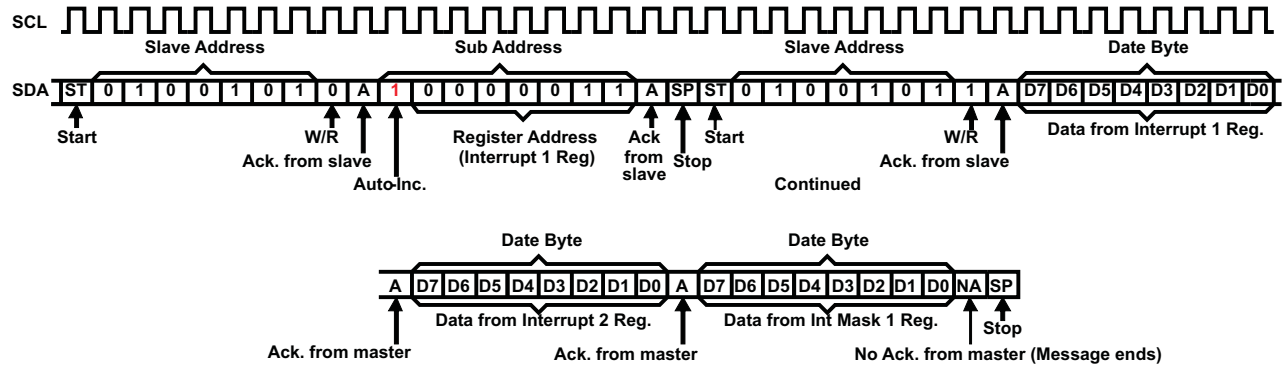 SCL
Slave Address Sub Address Slave Address Date Byte
SDA ST 0 1 0 0 1 0 1 0 A 1 0 0 0 0 0 1 1 A SP ST 0 1 0 0 1 0 1 1 A D7 D6 D5 D4 D3 D2 D1 D0
Start W/R Register Address Ack Start W/R Data from Interrupt 1 Reg.
Ack. from slave (Interrupt 1 Reg) from Stop Ack. from slave
slave
Auto-Inc. Continued
Date Byte Date Byte
A D7 D6 D5 D4 D3 D2 D1 D0 A D7 D6 D5 D4 D3 D2 D1 D0 NA SP
Data from Interrupt 2 Reg. Data from Int Mask 1 Reg.
Stop
Ack. from master Ack. from master No Ack. from master (Message ends)